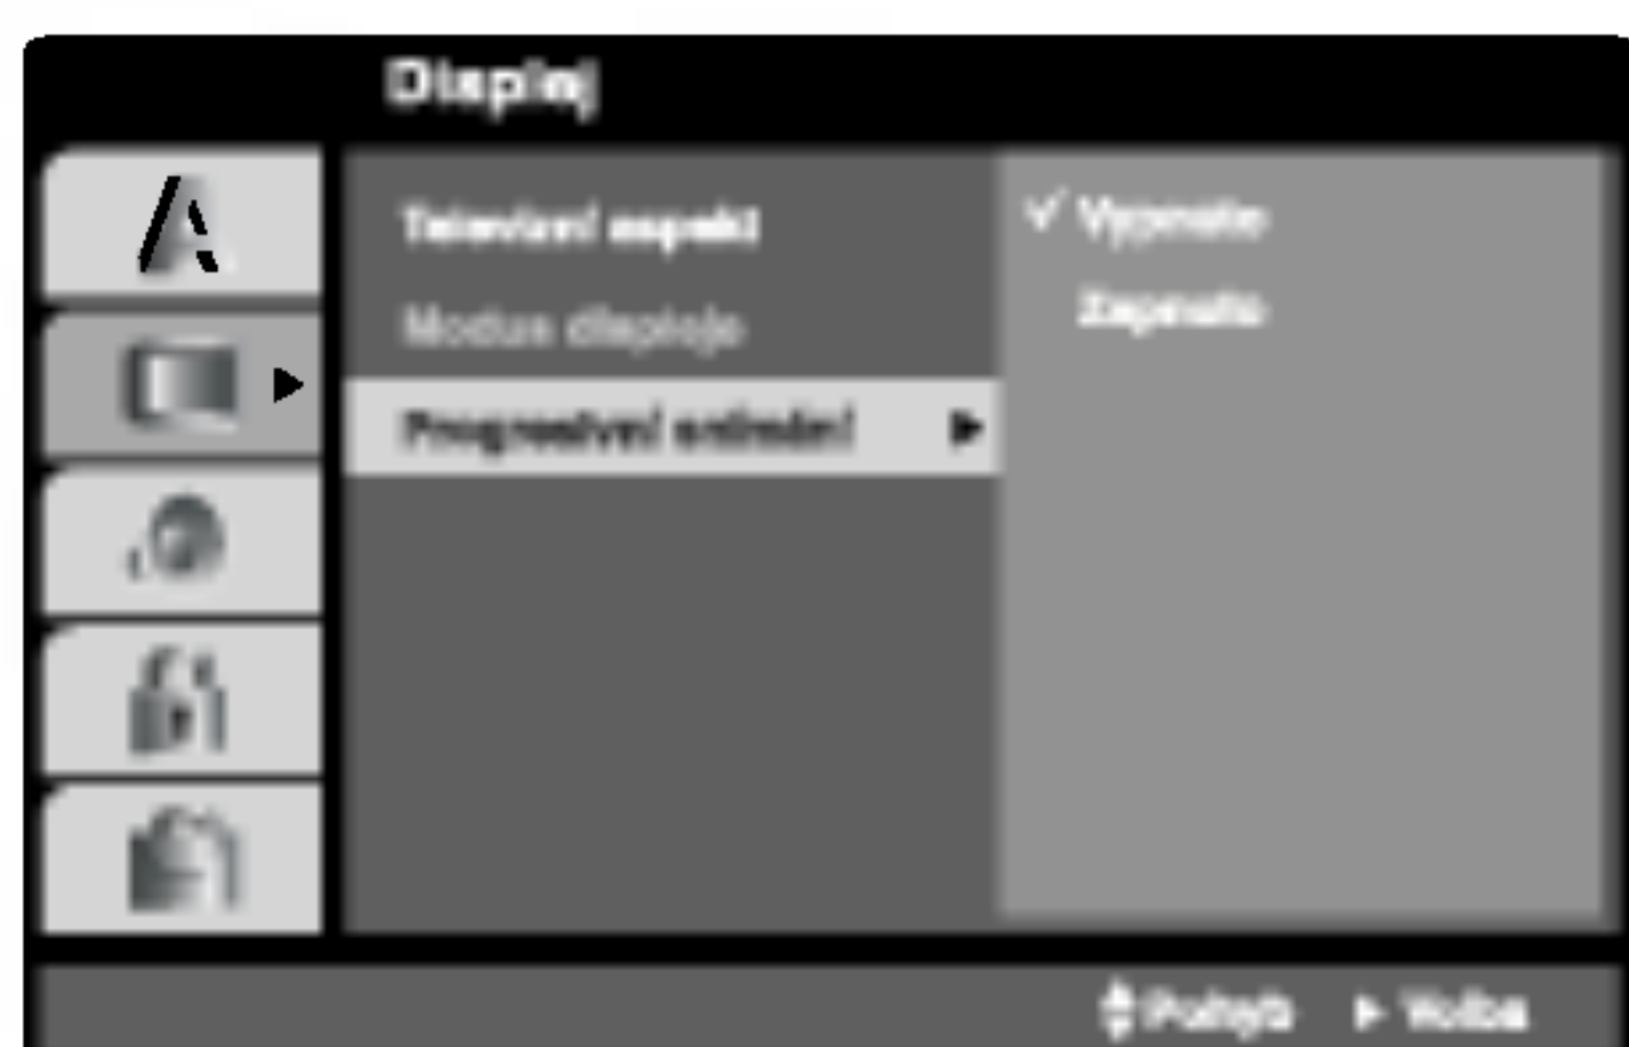 Displej
Televizní aspekt
Modus displeje
Progresivní snímání
✓ Vypnuto
Zapnuto
Pohyb
Volba